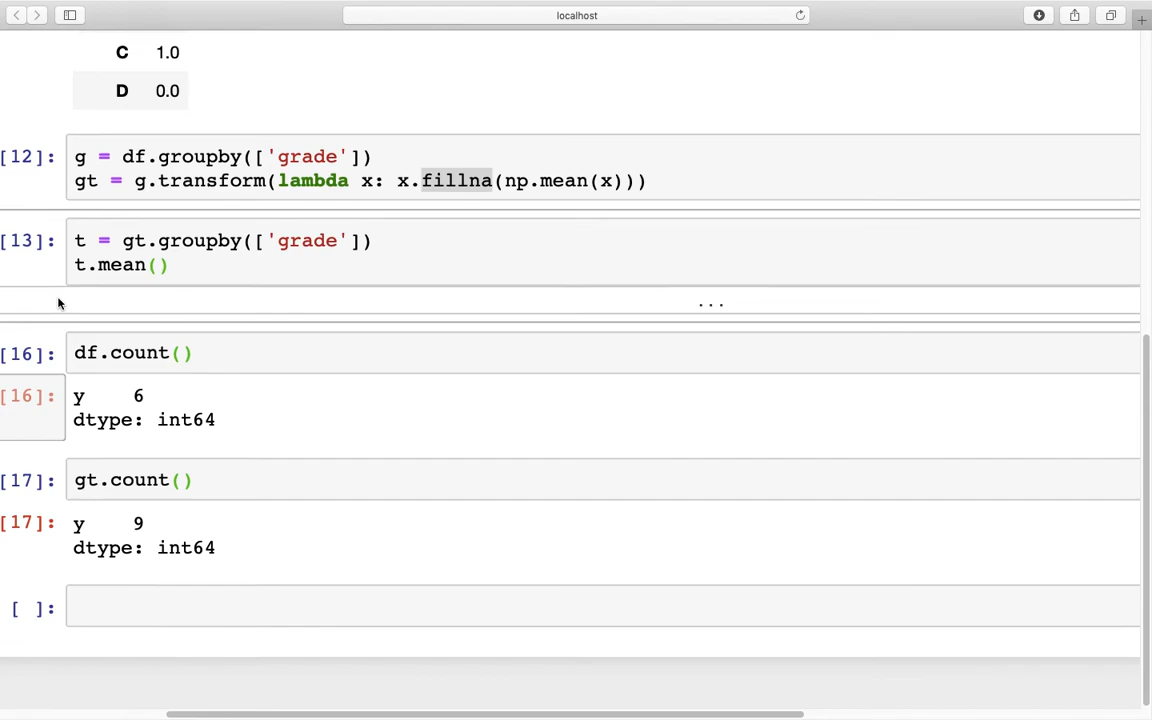 localhost
C 1.0
D 0.0
[12]: g = df.groupby(['grade'])
gt = g.transform(lambda x: x.fillna(np.mean(x)))
[13]: t = gt.groupby(['grade'])
t.mean()
...
[16]: df.count()
[16]: y 6
dtype: int64
[17]: gt.count()
[17]: y 9
dtype: int64
[ ]: